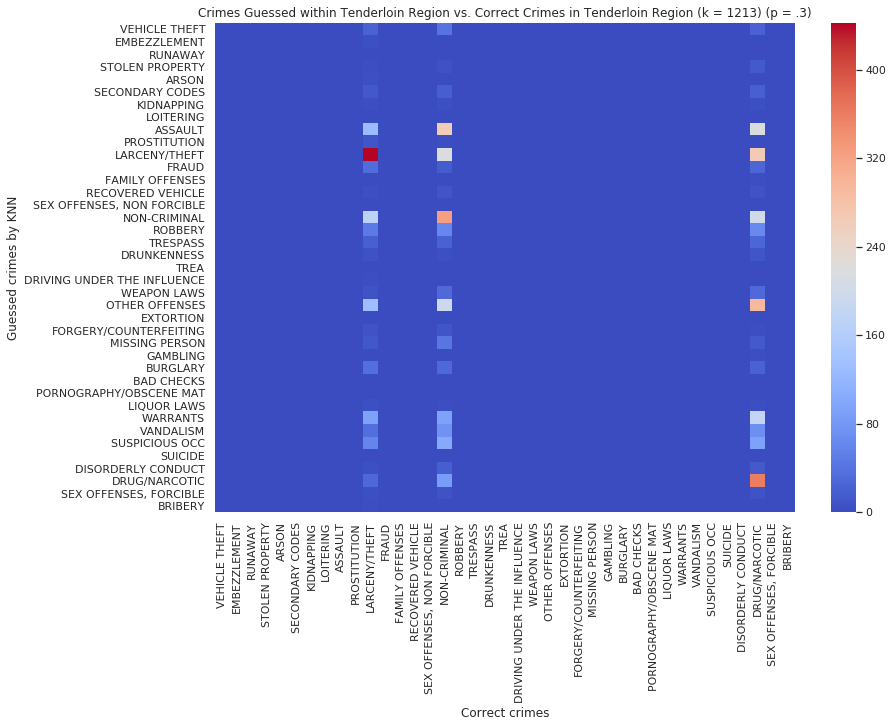 Crimes Guessed within Tenderloin Region vs. Correct Crimes in Tenderloin Region (k = 1213) (p = .3)
Guessed crimes by KNN
VEHICLE THEFT
EMBEZZLEMENT
RUNAWAY
STOLEN PROPERTY
ARSON
SECONDARY CODES
KIDNAPPING
LOITERING
ASSAULT
PROSTITUTION
LARCENY/THEFT
FRAUD
FAMILY OFFENSES
RECOVERED VEHICLE
SEX OFFENSES, NON FORCIBLE
NON-CRIMINAL
ROBBERY
TRESPASS
DRUNKENNESS
TREA
DRIVING UNDER THE INFLUENCE
WEAPON LAWS
OTHER OFFENSES
EXTORTION
FORGERY/COUNTERFEITING
MISSING PERSON
GAMBLING
BURGLARY
BAD CHECKS
PORNOGRAPHY/OBSCENE MAT
LIQUOR LAWS
WARRANTS
VANDALISM
SUSPICIOUS OCC
SUICIDE
DISORDERLY CONDUCT
DRUG/NARCOTIC
SEX OFFENSES, FORCIBLE
BRIBERY
400
320
240
160
80
0
VEHICLE THEFT
EMBEZZLEMENT
RUNAWAY
STOLEN PROPERTY
ARSON
SECONDARY CODES
KIDNAPPING
LOITERING
ASSAULT
PROSTITUTION
LARCENY/THEFT
FRAUD
FAMILY OFFENSES
RECOVERED VEHICLE
SEX OFFENSES, NON FORCIBLE
NON-CRIMINAL
ROBBERY
TRESPASS
DRUNKENNESS
TREA
DRIVING UNDER THE INFLUENCE
WEAPON LAWS
OTHER OFFENSES
EXTORTION
FORGERY/COUNTERFEITING
MISSING PERSON
GAMBLING
BURGLARY
BAD CHECKS
PORNOGRAPHY/OBSCENE MAT
LIQUOR LAWS
WARRANTS
VANDALISM
SUSPICIOUS OCC
SUICIDE
DISORDERLY CONDUCT
DRUG/NARCOTIC
SEX OFFENSES, FORCIBLE
BRIBERY
Correct crimes